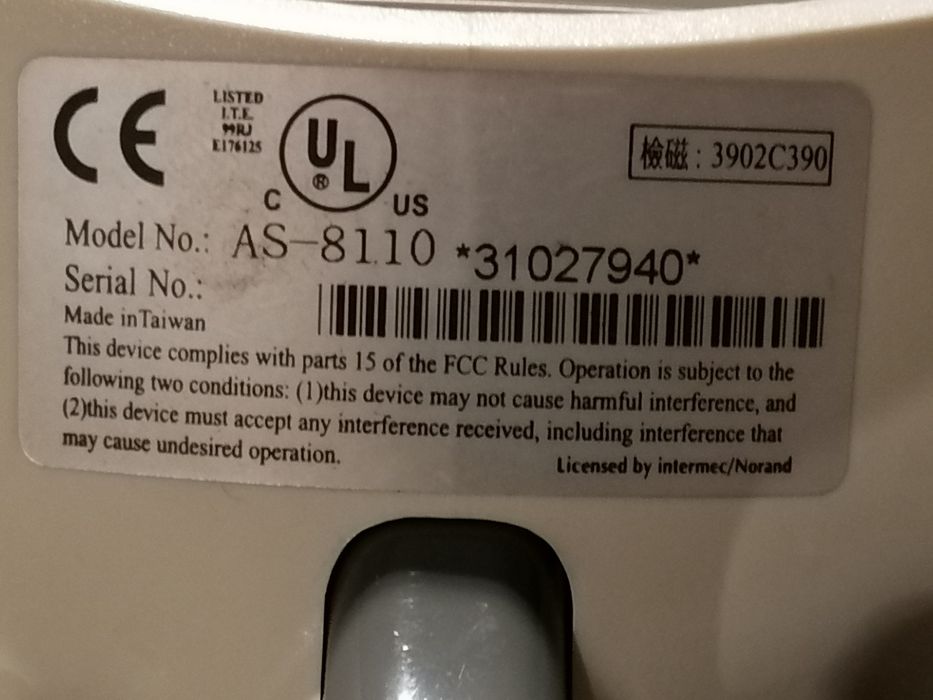 CE
LISTED
I.T.E.
99RJ
E176125
C UL ® US
檢磁 : 3902C390
Model No.: AS-8110 *31027940*
Serial No.:
Made in Taiwan
This device complies with parts 15 of the FCC Rules. Operation is subject to the
following two conditions: (1)this device may not cause harmful interference, and
(2)this device must accept any interference received, including interference that
may cause undesired operation.
Licensed by intermec/Norand